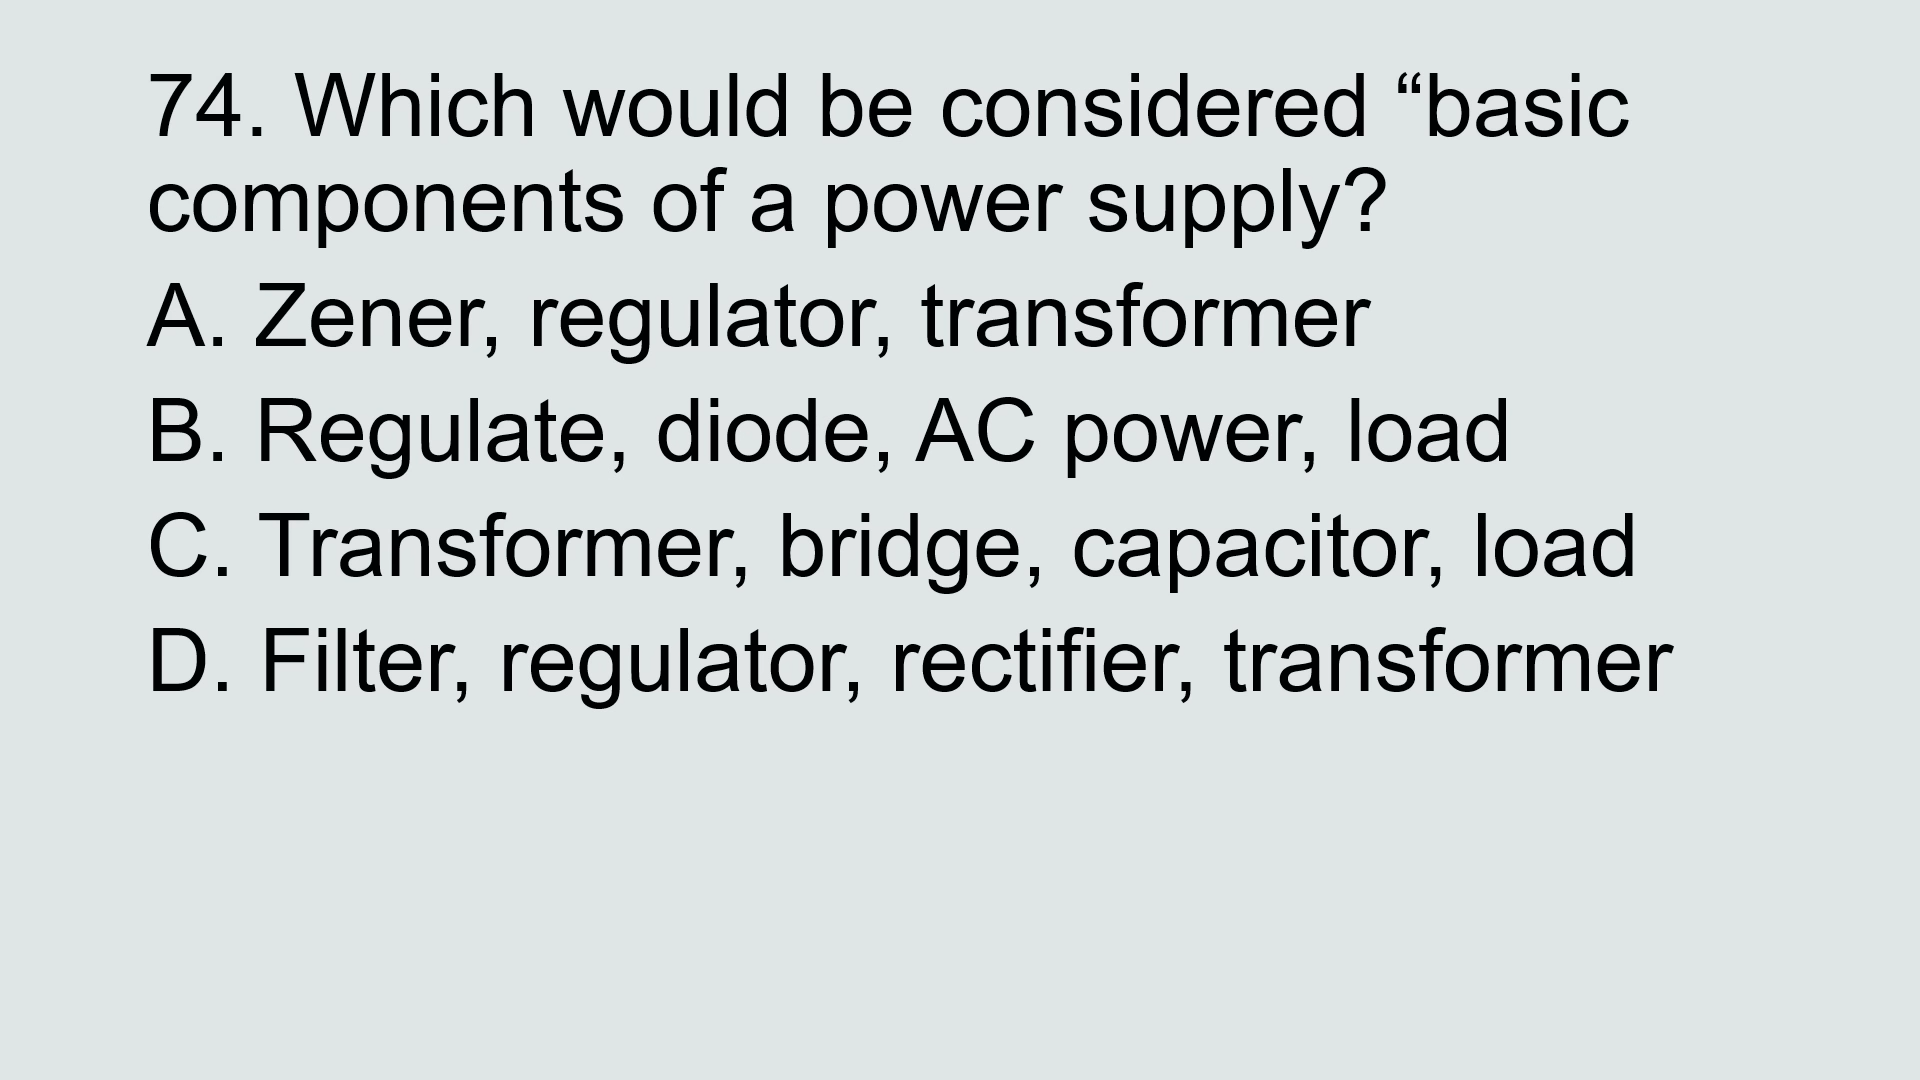 74. Which would be considered “basic
components of a power supply?
A. Zener, regulator, transformer
B. Regulate, diode, AC power, load
C. Transformer, bridge, capacitor, load
D. Filter, regulator, rectifier, transformer